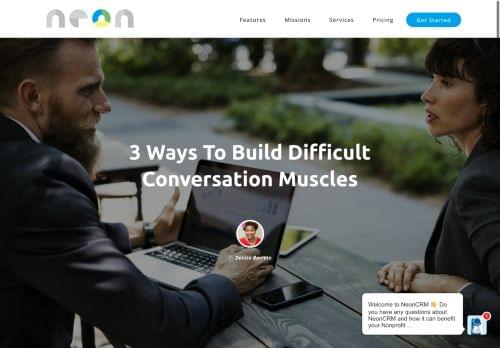 neon
Features Missions Services Pricing Get Started
3 Ways To Build Difficult
Conversation Muscles
By Denise Barreto
Welcome to NeonCRM 👋 Do
you have any questions about
NeonCRM and how it can benefit
your Nonprofit ...
1